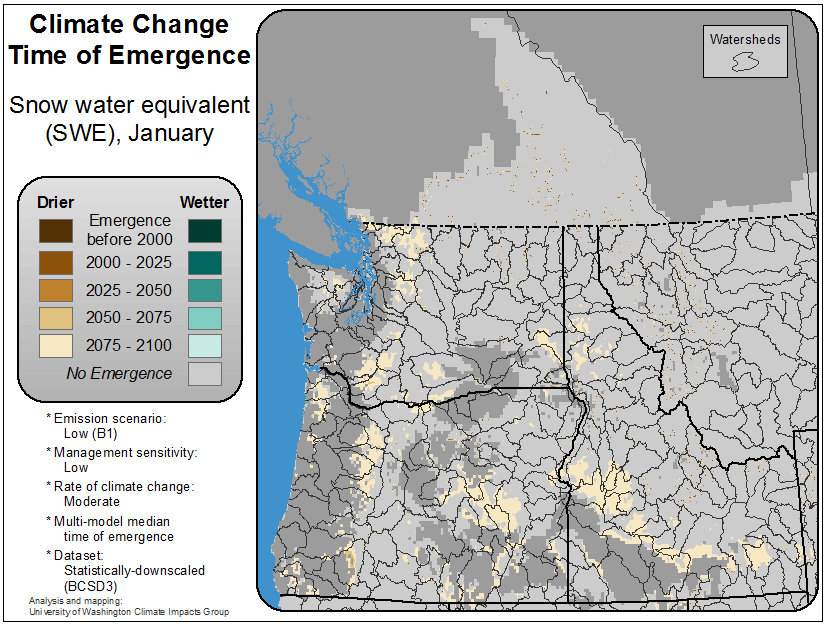 Climate Change
Time of Emergence
Snow water equivalent
(SWE), January
Drier
Wetter
Emergence
before 2000
2000 - 2025
2025 - 2050
2050 - 2075
2075 - 2100
No Emergence
* Emission scenario:
Low (B1)
* Management sensitivity:
Low
* Rate of climate change:
Moderate
* Multi-model median
time of emergence
* Dataset:
Statistically-downscaled
(BCSD3)
Analysis and mapping:
University of Washington Climate Impacts Group
Watersheds